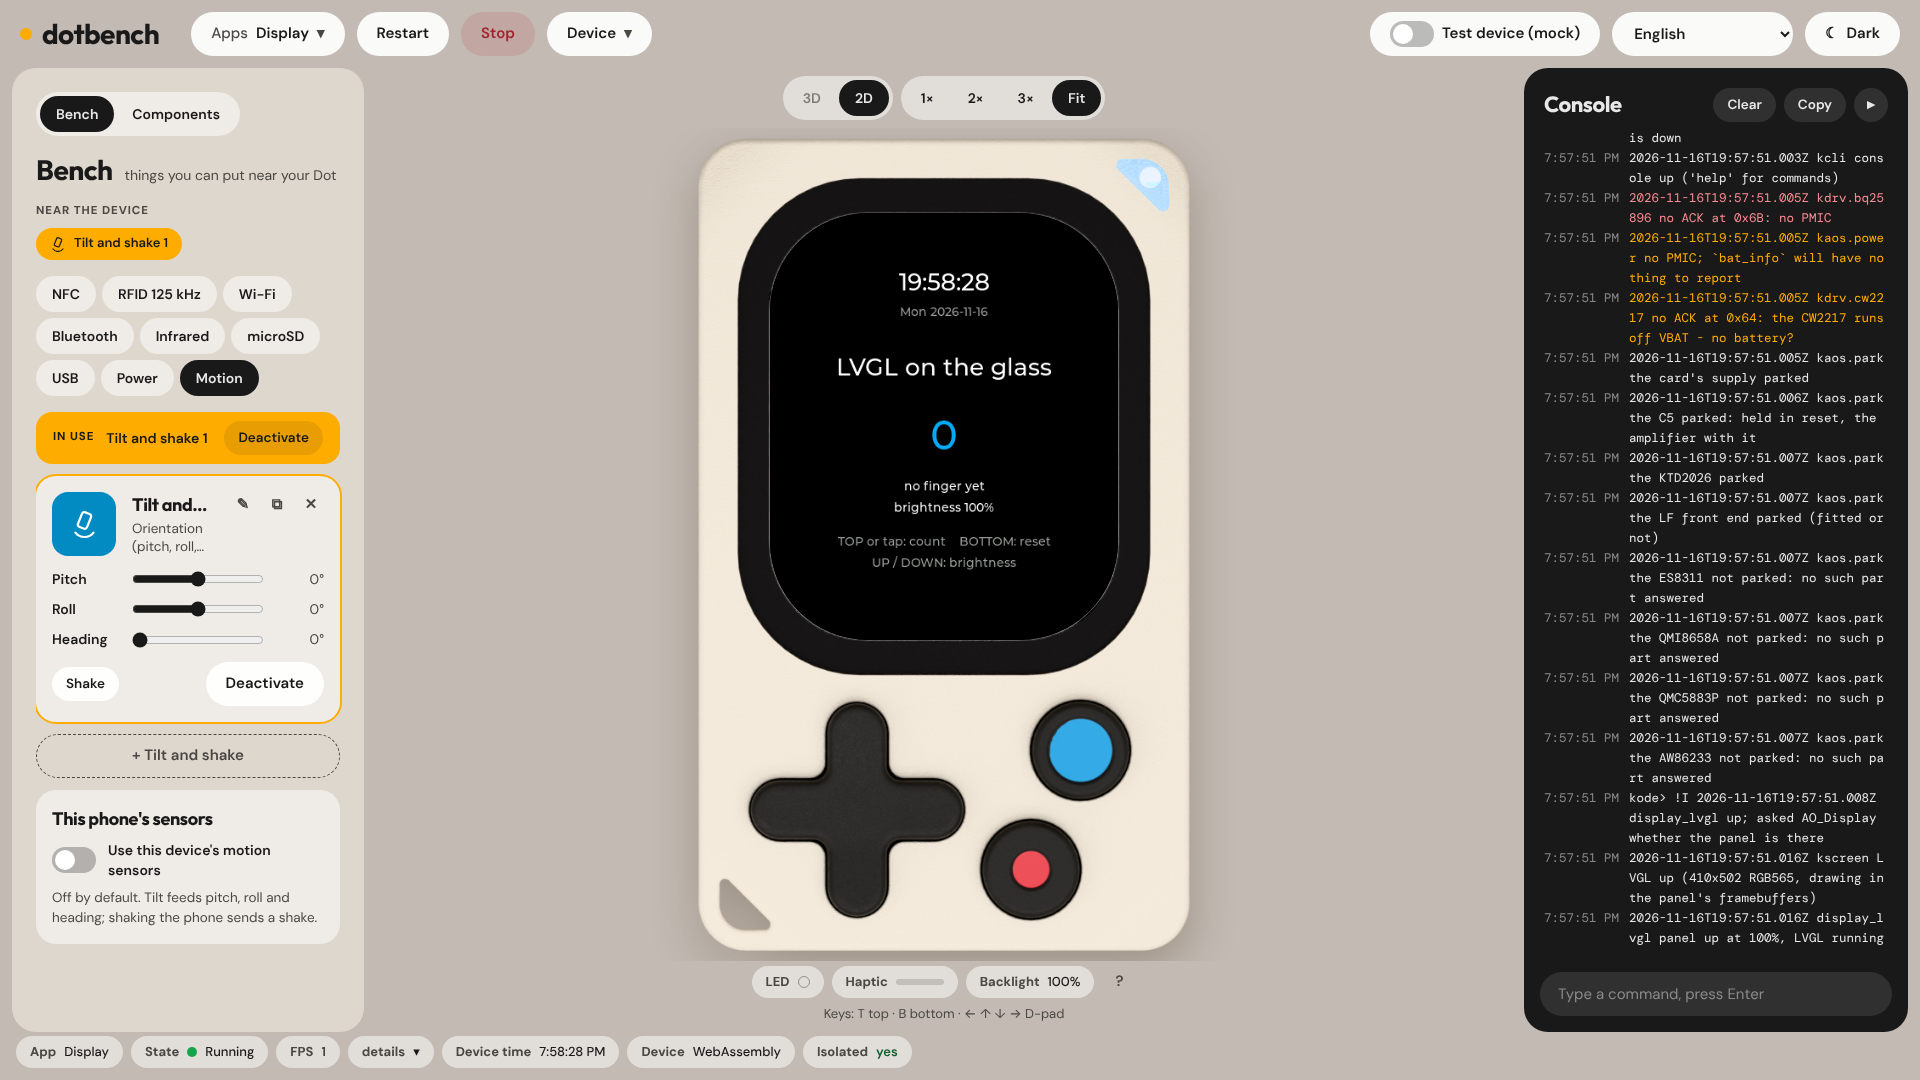 dotbench
Apps Display ▾
Restart
Stop
Device ▾
Test device (mock)
English
☾ Dark
Bench
Components
Bench things you can put near your Dot
NEAR THE DEVICE
Tilt and shake 1
NFC
RFID 125 kHz
Wi-Fi
Bluetooth
Infrared
microSD
USB
Power
Motion
IN USE Tilt and shake 1 Deactivate
Tilt and...
Orientation
(pitch, roll,...
Pitch 0°
Roll 0°
Heading 0°
Shake
Deactivate
+ Tilt and shake
This phone's sensors
Use this device's motion
sensors
Off by default. Tilt feeds pitch, roll and
heading; shaking the phone sends a shake.
3D
2D
1×
2×
3×
Fit
19:58:28
Mon 2026-11-16
LVGL on the glass
0
no finger yet
brightness 100%
TOP or tap: count BOTTOM: reset
UP / DOWN: brightness
LED
Haptic
Backlight 100%
?
Keys: T top · B bottom · ← ↑ ↓ → D-pad
Console
Clear
Copy
is down
7:57:51 PM 2026-11-16T19:57:51.003Z kcli cons
ole up ('help' for commands)
7:57:51 PM 2026-11-16T19:57:51.005Z kdrv.bq25
896 no ACK at 0x6B: no PMIC
7:57:51 PM 2026-11-16T19:57:51.005Z kaos.powe
r no PMIC; `bat_info` will have no
thing to report
7:57:51 PM 2026-11-16T19:57:51.005Z kdrv.cw22
17 no ACK at 0x64: the CW2217 runs
off VBAT - no battery?
7:57:51 PM 2026-11-16T19:57:51.005Z kaos.park
the card's supply parked
7:57:51 PM 2026-11-16T19:57:51.006Z kaos.park
the C5 parked: held in reset, the
amplifier with it
7:57:51 PM 2026-11-16T19:57:51.007Z kaos.park
the KTD2026 parked
7:57:51 PM 2026-11-16T19:57:51.007Z kaos.park
the LF front end parked (fitted or
not)
7:57:51 PM 2026-11-16T19:57:51.007Z kaos.park
the ES8311 not parked: no such par
t answered
7:57:51 PM 2026-11-16T19:57:51.007Z kaos.park
the QMI8658A not parked: no such p
art answered
7:57:51 PM 2026-11-16T19:57:51.007Z kaos.park
the QMC5883P not parked: no such p
art answered
7:57:51 PM 2026-11-16T19:57:51.007Z kaos.park
the AW86233 not parked: no such pa
rt answered
7:57:51 PM kode> !I 2026-11-16T19:57:51.008Z
display_lvgl up; asked AO_Display
whether the panel is there
7:57:51 PM 2026-11-16T19:57:51.016Z kscreen L
VGL up (410x502 RGB565, drawing in
the panel's framebuffers)
7:57:51 PM 2026-11-16T19:57:51.016Z display_l
vgl panel up at 100%, LVGL running
Type a command, press Enter
App Display
State Running
FPS 1
details ▾
Device time 7:58:28 PM
Device WebAssembly
Isolated yes